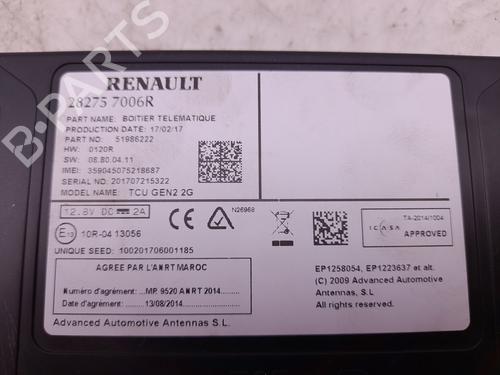 RENAULT
28275 7006R
PART NAME: BOITIER TELEMATIQUE
PRODUCTION DATE: 17/02/17
PART No: 51986222
HW: 0120R
SW: 08.80.04.11
IMEI: 359045075218687
SERIAL NO: 201707215322
MODEL NAME: TCU GEN2 2G
12.8V DC 2A
CE
N26968
TA-2014/1004
ICASA
APPROVED
E13 10R-04 13056
UNIQUE SEED: 100201706001185
AGREE PAR L'ANRT MAROC
Numéro d'agrément: MR 9520 ANRT 2014
Date d'agrément: 13/08/2014
EP1258054, EP1223637 et alt.
(C) 2009 Advanced Automotive
Antennas, S.L
All rights reserved.
Advanced Automotive Antennas S.L.
B-PARTS